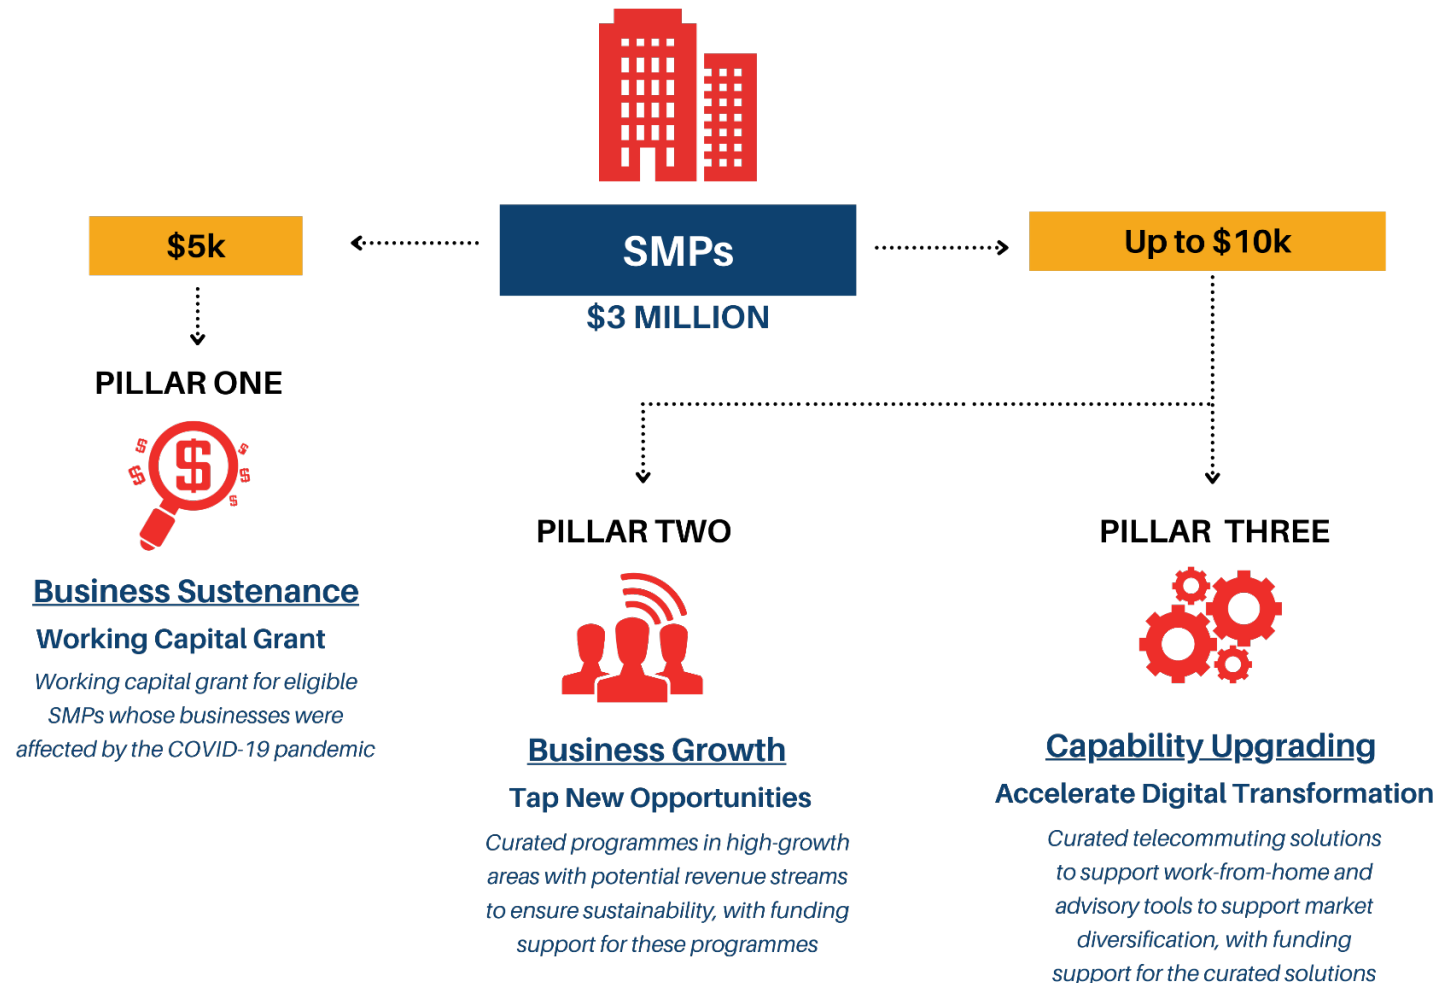 $5k
SMPs
Up to $10k
$3 MILLION
PILLAR ONE
$
$
$
$
$
$
Business Sustenance
Working Capital Grant
Working capital grant for eligible
SMPs whose businesses were
affected by the COVID-19 pandemic
PILLAR TWO
Business Growth
Tap New Opportunities
Curated programmes in high-growth
areas with potential revenue streams
to ensure sustainability, with funding
support for these programmes
PILLAR THREE
Capability Upgrading
Accelerate Digital Transformation
Curated telecommuting solutions
to support work-from-home and
advisory tools to support market
diversification, with funding
support for the curated solutions